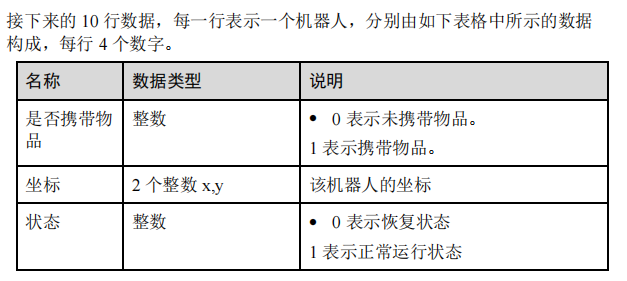 接下来的 10 行数据，每一行表示一个机器人，分别由如下表格中所示的数据
构成，每行 4 个数字。
名称 数据类型 说明
是否携带物 整数 • 0 表示未携带物品。
品
1 表示携带物品。
坐标 2 个整数 x,y 该机器人的坐标
状态 整数 • 0 表示恢复状态
1 表示正常运行状态